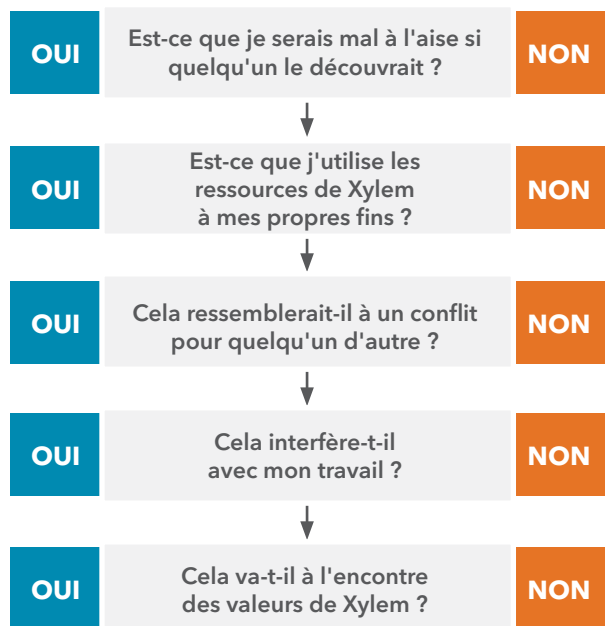 OUI
Est-ce que je serais mal à l'aise si
quelqu'un le découvrait ?
NON
OUI
Est-ce que j'utilise les
ressources de Xylem
à mes propres fins ?
NON
OUI
Cela ressemblerait-il à un conflit
pour quelqu'un d'autre ?
NON
OUI
Cela interfère-t-il
avec mon travail ?
NON
OUI
Cela va-t-il à l'encontre
des valeurs de Xylem ?
NON